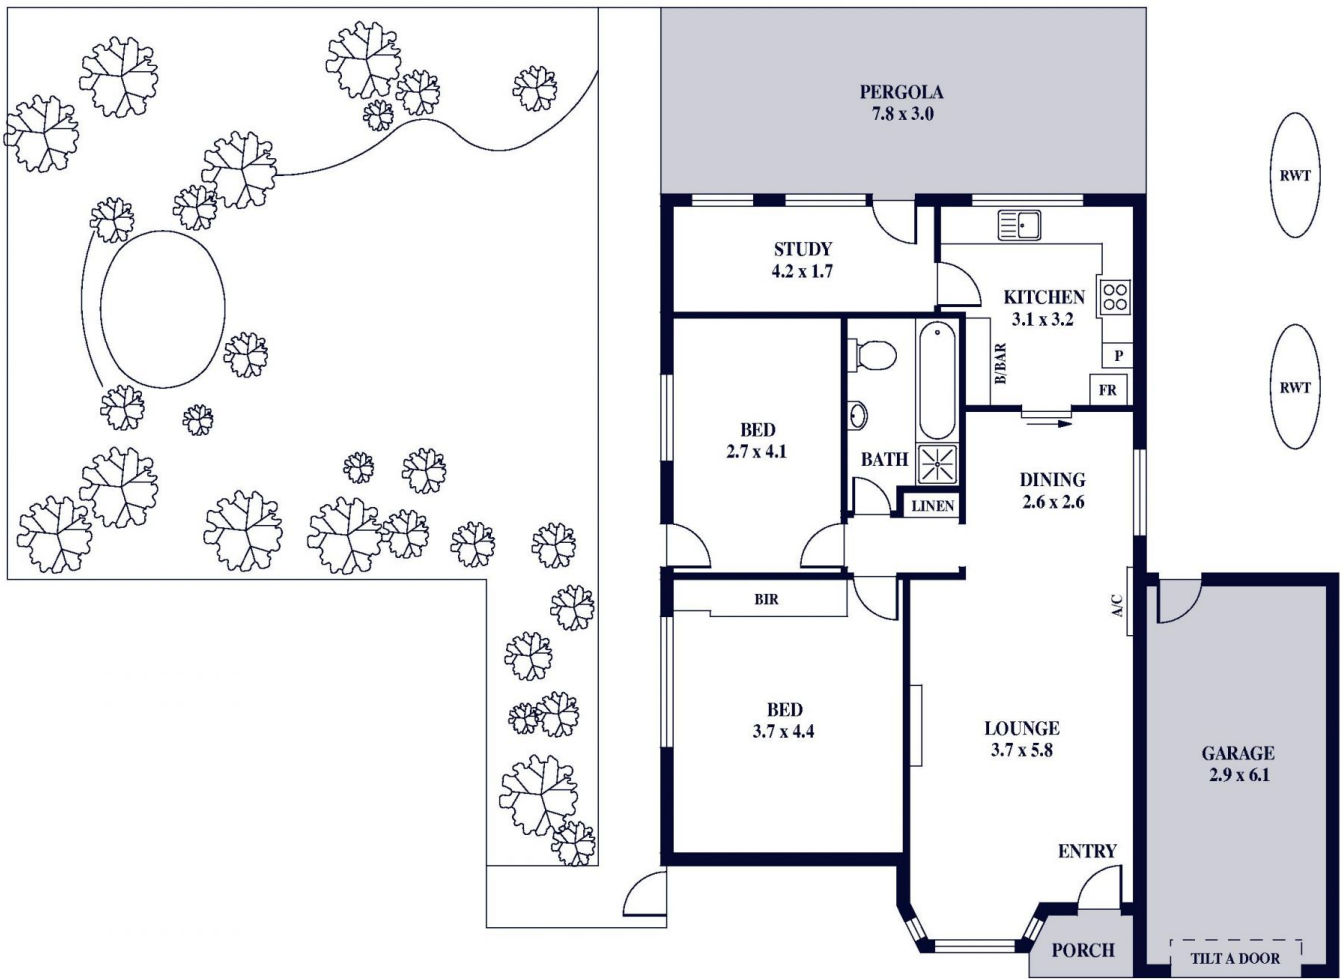 PERGOLA
7.8 x 3.0
RWT
STUDY
4.2 x 1.7
KITCHEN
3.1 x 3.2
B/BAR
P
FR
RWT
BED
2.7 x 4.1
BATH
LINEN
DINING
2.6 x 2.6
BIR
A/C
BED
3.7 x 4.4
LOUNGE
3.7 x 5.8
GARAGE
2.9 x 6.1
ENTRY
PORCH
TILT A DOOR